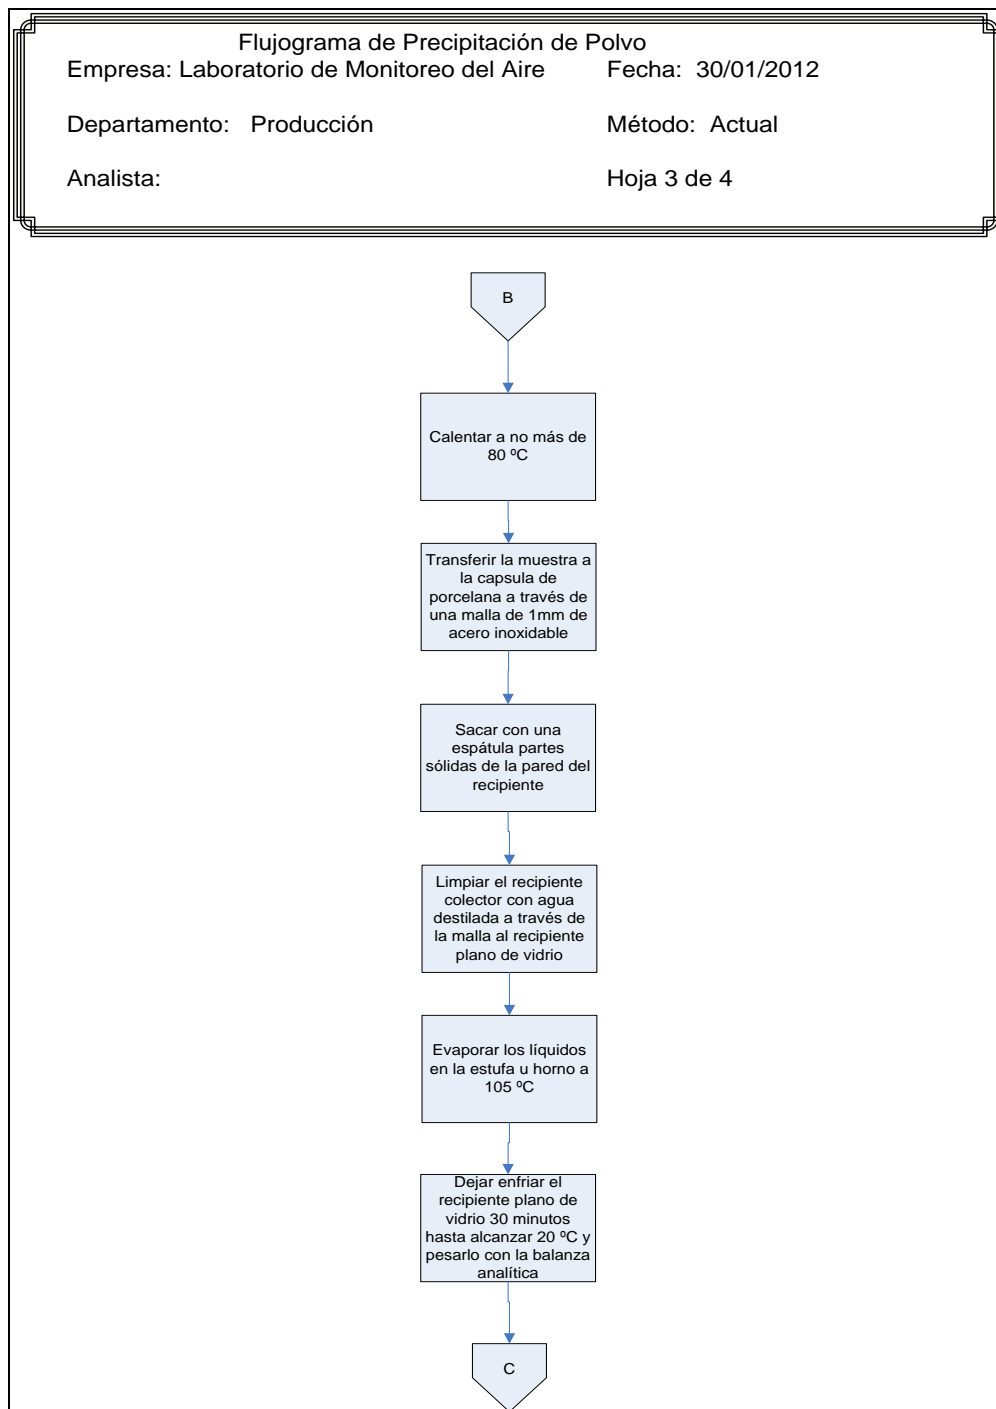 Flujograma de Precipitación de Polvo
Empresa: Laboratorio de Monitoreo del Aire Fecha: 30/01/2012
Departamento: Producción Método: Actual
Analista: Hoja 3 de 4
B
Calentar a no más de
80 ºC
Transferir la muestra a
la capsula de
porcelana a través de
una malla de 1mm de
acero inoxidable
Sacar con una
espátula partes
sólidas de la pared del
recipiente
Limpiar el recipiente
colector con agua
destilada a través de
la malla al recipiente
plano de vidrio
Evaporar los líquidos
en la estufa u horno a
105 ºC
Dejar enfriar el
recipiente plano de
vidrio 30 minutos
hasta alcanzar 20 ºC y
pesarlo con la balanza
analítica
C